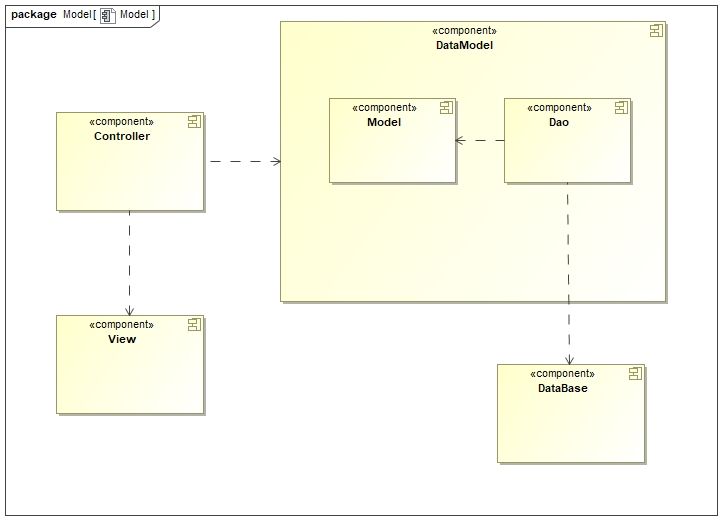 package Model[ Model ]
«component»
DataModel
«component»
Model
«component»
Dao
«component»
Controller
«component»
View
«component»
DataBase